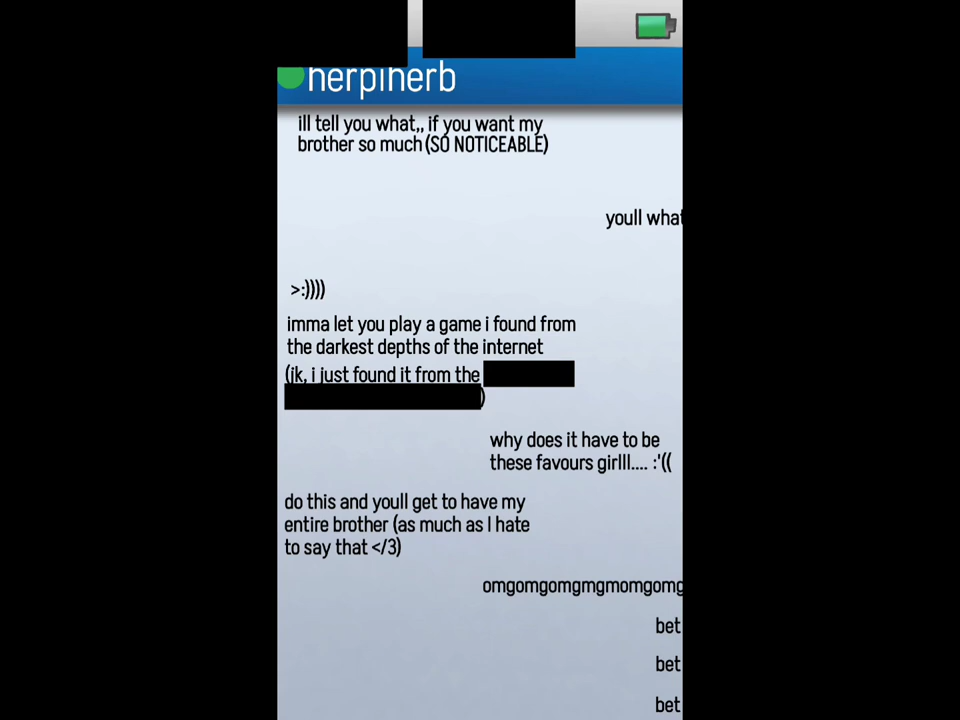 herpiherb
ill tell you what,, if you want my
brother so much (SO NOTICEABLE)
youll what
>:))))
imma let you play a game i found from
the darkest depths of the internet
(jk, i just found it from the
)
why does it have to be
these favours girlll.... :'((
do this and youll get to have my
entire brother (as much as I hate
to say that </3)
omgomgomgmgmomgomg
bet
bet
bet